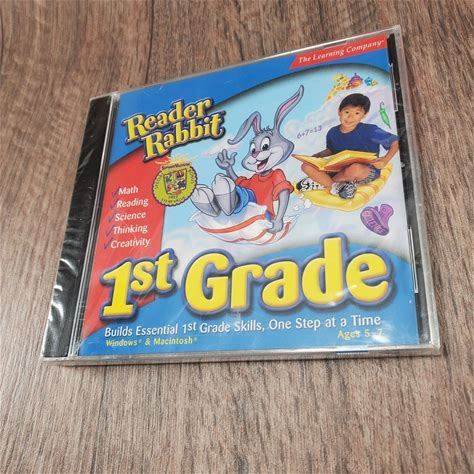 The Learning Company®
Reader
Rabbit
6+7=13
Math
Reading
Science
Thinking
Creativity
1st Grade
Builds Essential 1st Grade Skills, One Step at a Time
Windows® & Macintosh®
Ages 5-7